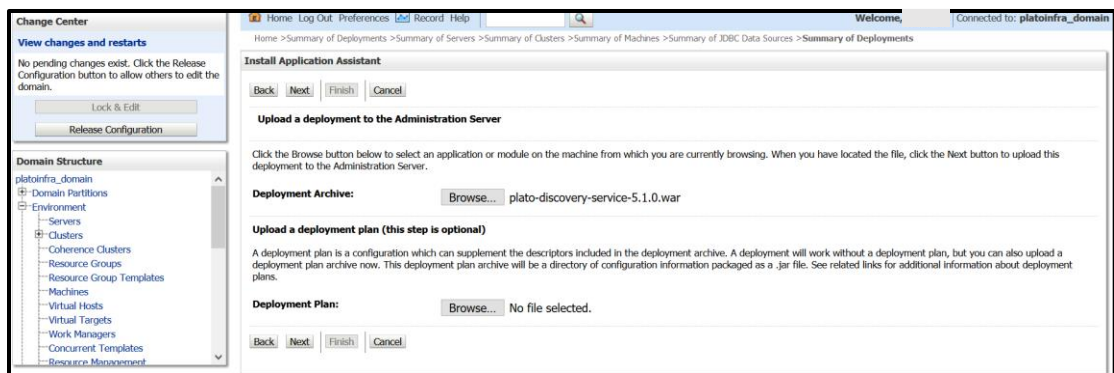 Change Center
View changes and restarts
No pending changes exist. Click the Release
Configuration button to allow others to edit the
domain.
Lock & Edit
Release Configuration
Domain Structure
platoinfra_domain
Domain Partitions
Environment
Servers
Clusters
Coherence Clusters
Resource Groups
Resource Group Templates
Machines
Virtual Hosts
Virtual Targets
Work Managers
Concurrent Templates
Resource Management
Home Log Out Preferences Record Help
Welcome,
Connected to: platoinfra_domain
Home >Summary of Deployments >Summary of Servers >Summary of Clusters >Summary of Machines >Summary of JDBC Data Sources >Summary of Deployments
Install Application Assistant
Back Next Finish Cancel
Upload a deployment to the Administration Server
Click the Browse button below to select an application or module on the machine from which you are currently browsing. When you have located the file, click the Next button to upload this
deployment to the Administration Server.
Deployment Archive: Browse... plato-discovery-service-5.1.0.war
Upload a deployment plan (this step is optional)
A deployment plan is a configuration which can supplement the descriptors included in the deployment archive. A deployment will work without a deployment plan, but you can also upload a
deployment plan archive now. This deployment plan archive will be a directory of configuration information packaged as a .jar file. See related links for additional information about deployment
plans.
Deployment Plan: Browse... No file selected.
Back Next Finish Cancel